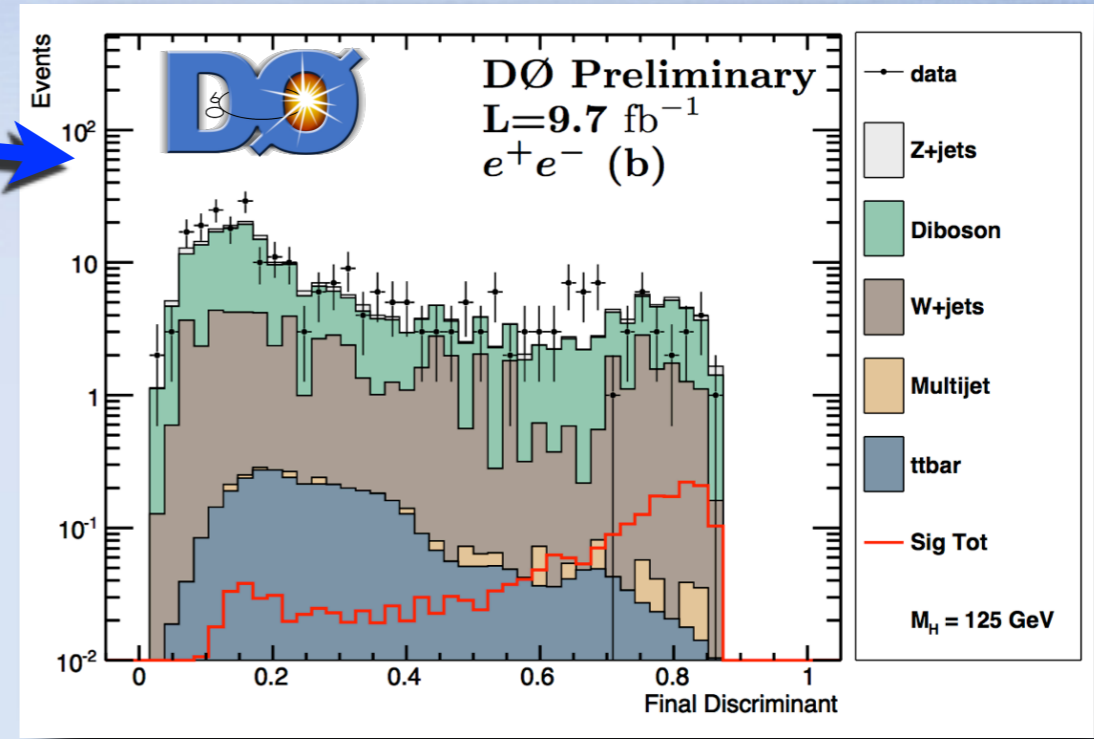 Events
10²
10
1
10⁻¹
10⁻²
DØ
DØ Preliminary
L=9.7 fb⁻¹
e⁺e⁻ (b)
0
0.2
0.4
0.6
0.8
1
Final Discriminant
data
Z+jets
Diboson
W+jets
Multijet
ttbar
Sig Tot
M_H = 125 GeV